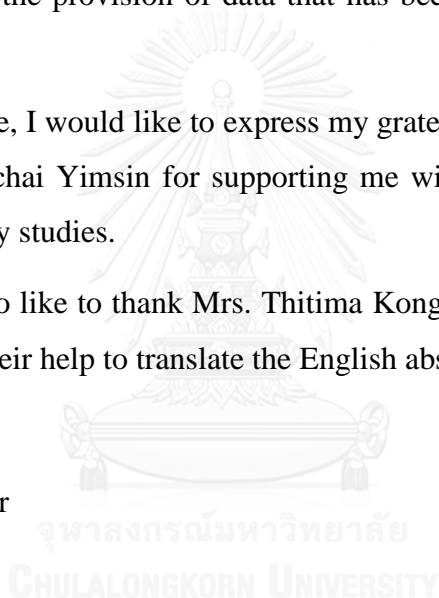 the provision of data that has bee
e, I would like to express my grate
chai Yimsin for supporting me wi
y studies.
o like to thank Mrs. Thitima Kong
eir help to translate the English abs
r
จุฬาลงกรณ์มหาวิทยาลัย
CHULALONGKORN UNIVERSITY